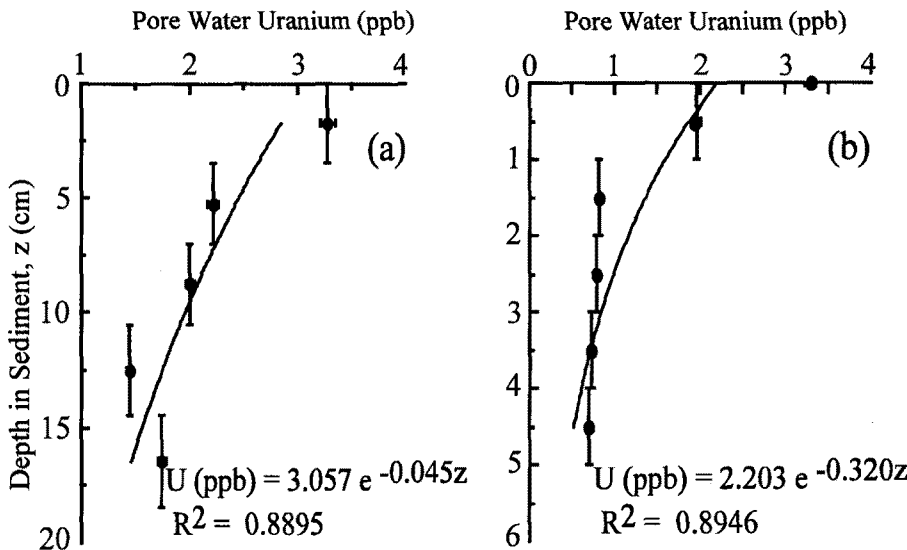 Pore Water Uranium (ppb)
1 2 3 4
0
5
10
15
20
Depth in Sediment, z (cm)
(a)
U (ppb) = 3.057 e -0.045z
R2 = 0.8895
Pore Water Uranium (ppb)
0 1 2 3 4
0
1
2
3
4
5
6
(b)
U (ppb) = 2.203 e -0.320z
R2 = 0.8946